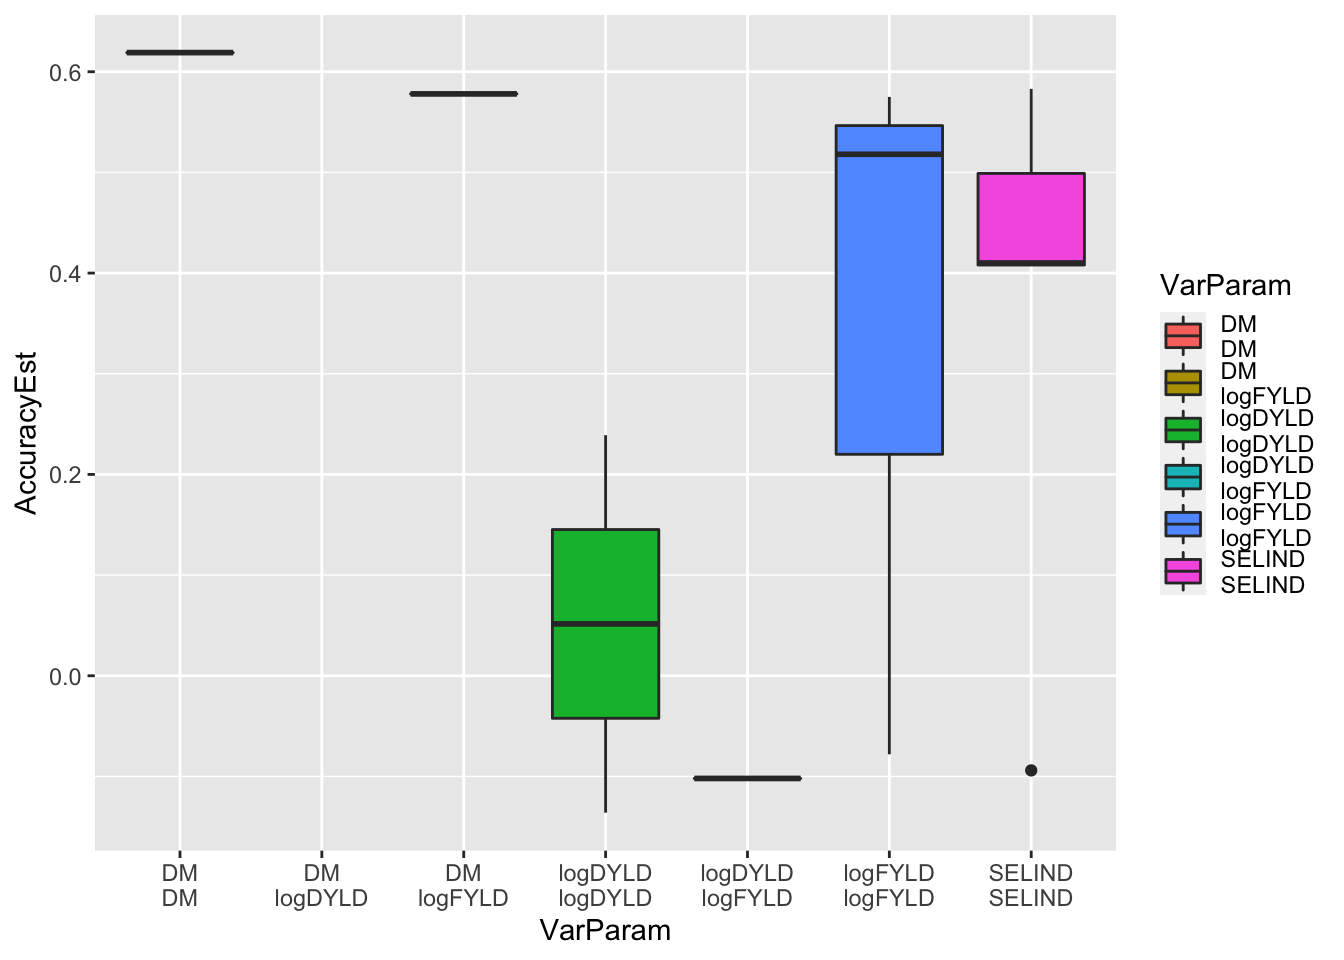 AccuracyEst
0.6
0.4
0.2
0.0
DM DM DM logDYLD logDYLD logFYLD SELIND
DM logDYLD logFYLD logDYLD logFYLD logFYLD SELIND
VarParam
VarParam
DM
DM
DM
logFYLD
logDYLD
logDYLD
logDYLD
logFYLD
logFYLD
logFYLD
SELIND
SELIND